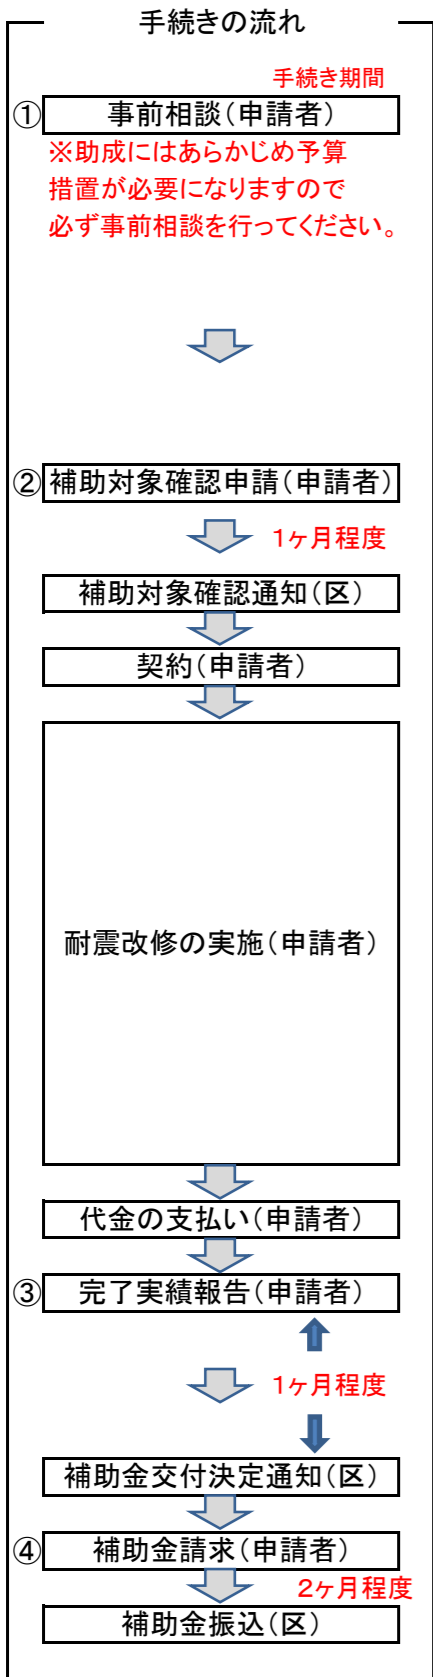 手続きの流れ
手続き期間
① 事前相談(申請者)
※助成にはあらかじめ予算
措置が必要になりますので
必ず事前相談を行ってください。
② 補助対象確認申請(申請者)
1ヶ月程度
補助対象確認通知(区)
契約(申請者)
耐震改修の実施(申請者)
代金の支払い(申請者)
③ 完了実績報告(申請者)
1ヶ月程度
補助金交付決定通知(区)
④ 補助金請求(申請者)
2ヶ月程度
補助金振込(区)